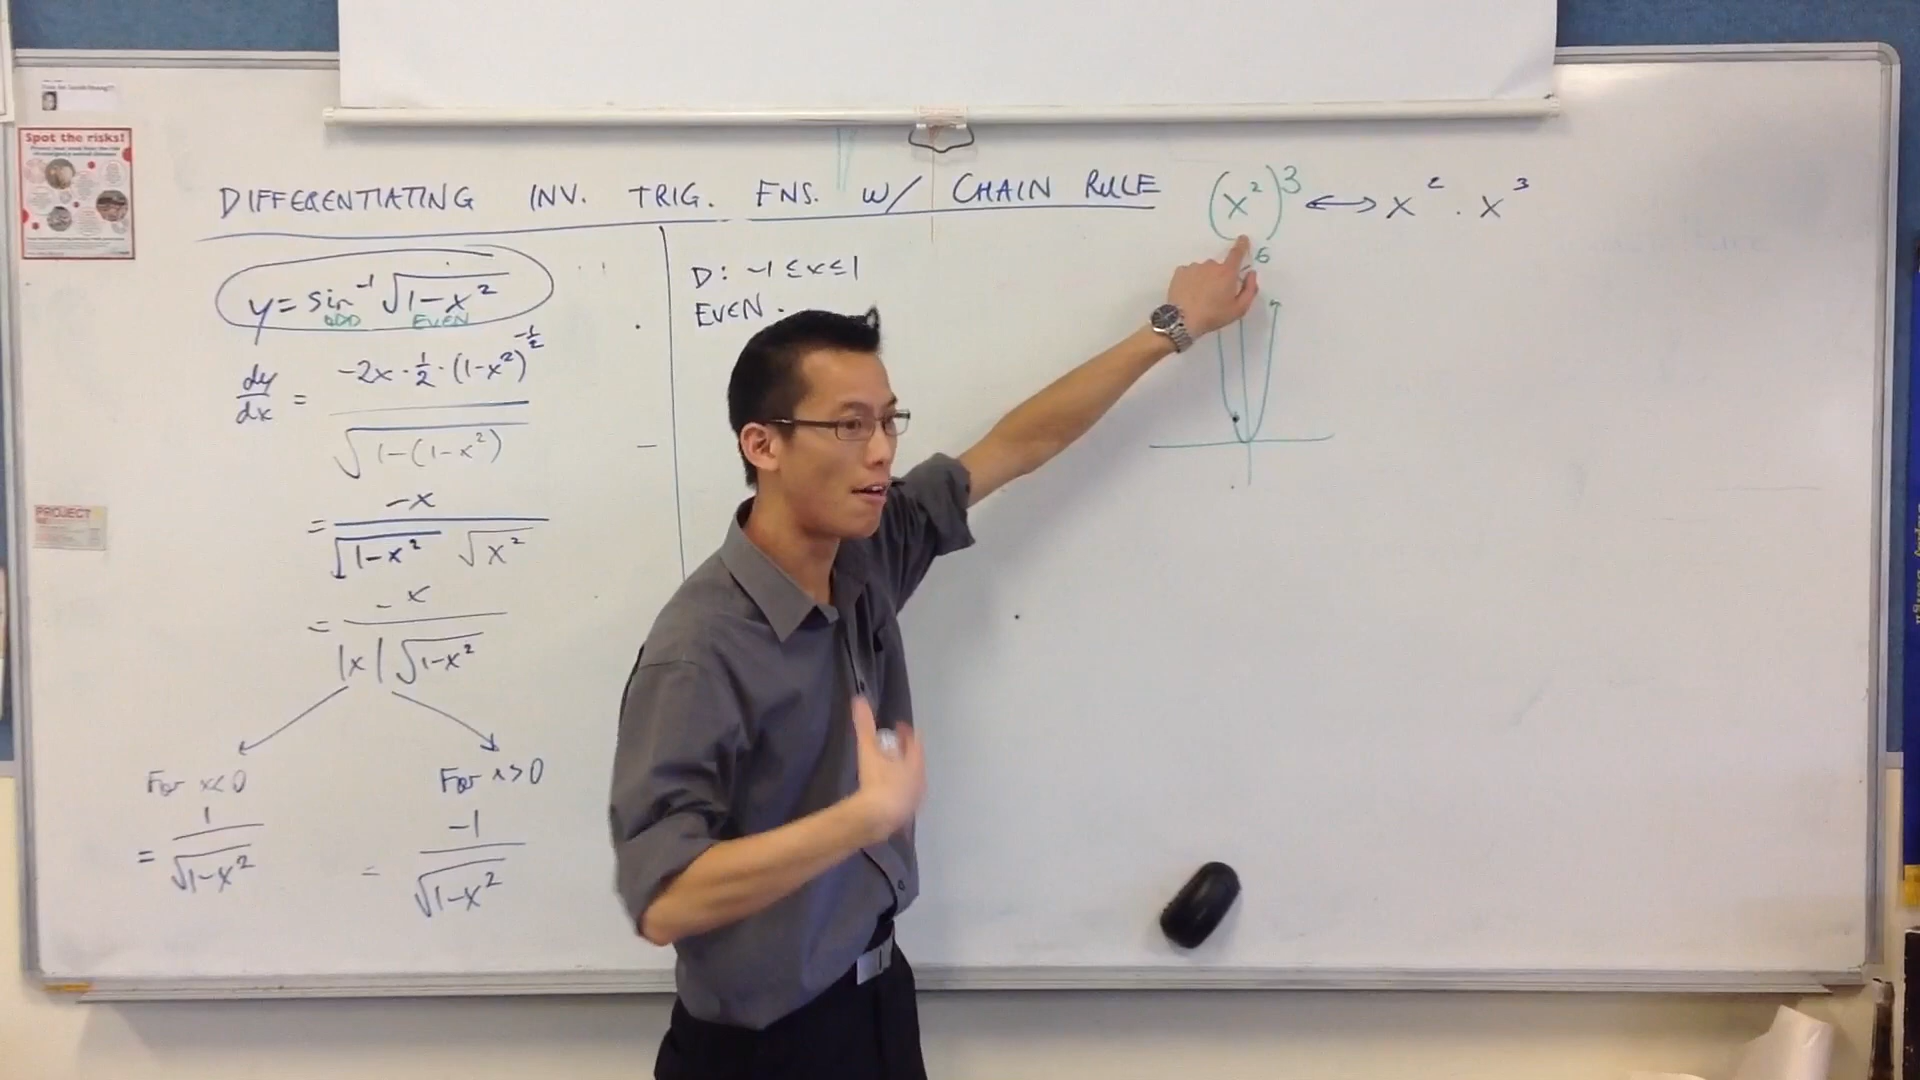 DIFFERENTIATING INV. TRIG. FNS. W/ CHAIN RULE
(x²)³ ↔ x² · x³
6
y = sin⁻¹ √(1-x²)
ODD EVEN
dy/dx = (-2x · ½ · (1-x²)^(-½)) / √(1-(1-x²))
= -x / (√(1-x²) √(x²))
= -x / (|x| √(1-x²))
For x<0
= 1 / √(1-x²)
For x>0
= -1 / √(1-x²)
D: -1 ≤ x ≤ 1
EVEN
Spot the risks!
PROJECT